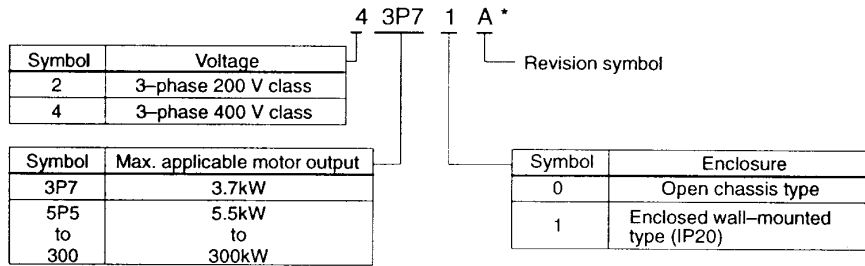 4 3P7 1 A*
Symbol Voltage
2 3–phase 200 V class
4 3–phase 400 V class
Revision symbol
Symbol Max. applicable motor output
3P7 3.7kW
5P5 5.5kW
to to
300 300kW
Symbol Enclosure
0 Open chassis type
1 Enclosed wall–mounted
type (IP20)